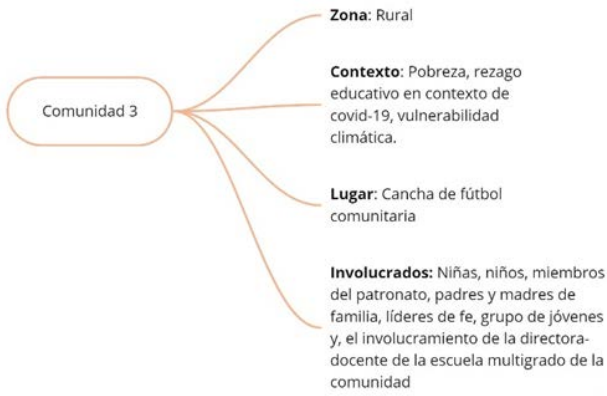 Comunidad 3
Zona: Rural
Contexto: Pobreza, rezago
educativo en contexto de
covid-19, vulnerabilidad
climática.
Lugar: Cancha de fútbol
comunitaria
Involucrados: Niñas, niños, miembros
del patronato, padres y madres de
familia, líderes de fe, grupo de jóvenes
y, el involucramiento de la directora-
docente de la escuela multigrado de la
comunidad